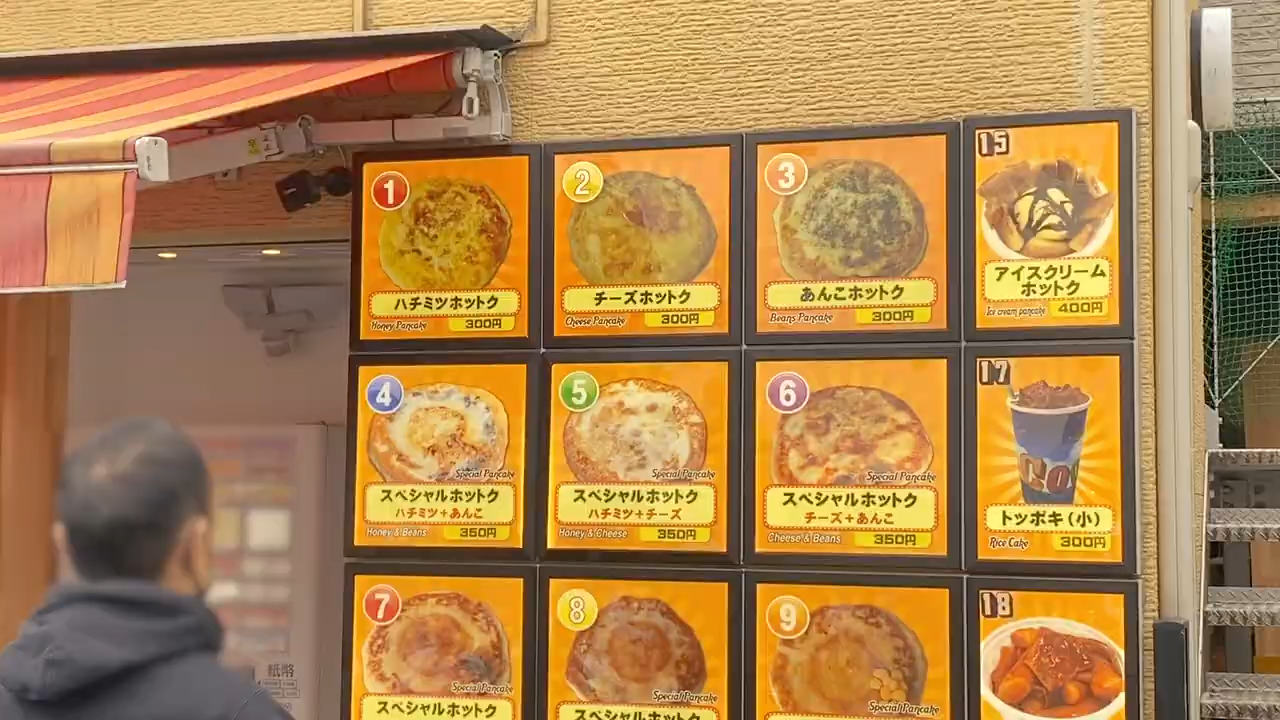 1
ハチミツホットク
Honey Pancake
300円
2
チーズホットク
Cheese Pancake
300円
3
あんこホットク
Beans Pancake
300円
15
アイスクリーム
ホットク
Ice cream pancake
400円
4
Special Pancake
スペシャルホットク
ハチミツ+あんこ
Honey & Beans
350円
5
Special Pancake
スペシャルホットク
ハチミツ+チーズ
Honey & Cheese
350円
6
Special Pancake
スペシャルホットク
チーズ+あんこ
Cheese & Beans
350円
17
トッポキ(小)
Rice Cake
300円
7
Special Pancake
スペシャルホットク
8
Special Pancake
スペシャルホットク
9
Special Pancake
18
紙幣